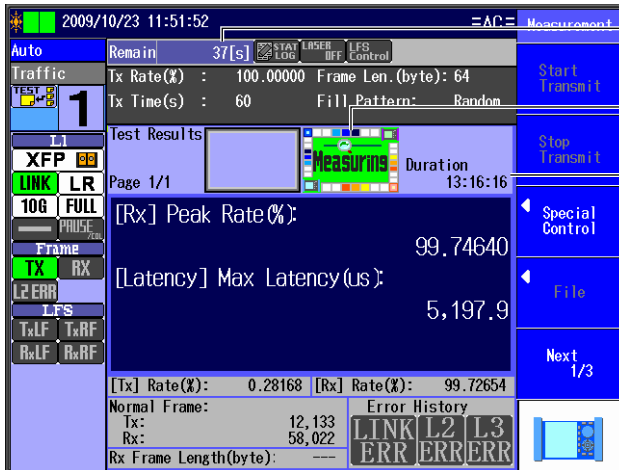 2009/10/23 11:51:52 =AC= Measurement
Auto
Remain 37[s] STAT LOG LASER OFF LFS Control
Traffic
Tx Rate(%) : 100.00000 Frame Len.(byte): 64
Tx Time(s) : 60 Fill Pattern: Random
Start Transmit
TEST 1
Test Results
Measuring
Duration
13:16:16
Page 1/1
Stop Transmit
L1
XFP
LINK LR
10G FULL
PAUSE/COL
Frame
TX RX
L2ERR
LFS
TxLF TxRF
RxLF RxRF
[Rx] Peak Rate(%):
99.74640
[Latency] Max Latency(us):
5,197.9
Special Control
File
Next
1/3
[Tx] Rate(%): 0.28168 [Rx] Rate(%): 99.72654
Normal Frame:
Tx: 12,133
Rx: 58,022
Rx Frame Length(byte): ---
Error History
LINK ERR L2 ERR L3 ERR